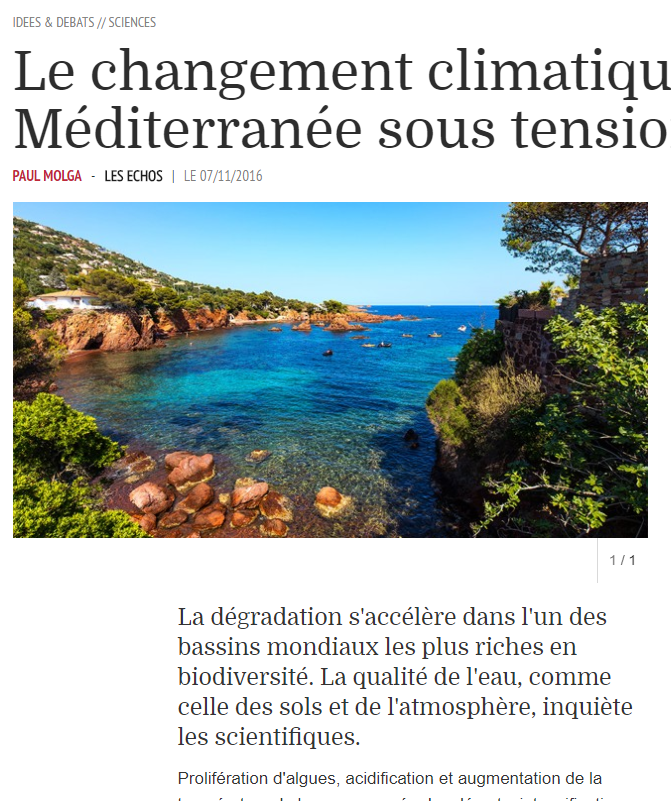 IDEES & DEBATS // SCIENCES
Le changement climatiqu
Méditerranée sous tensio
PAUL MOLGA - LES ECHOS | LE 07/11/2016
1 / 1
La dégradation s'accélère dans l'un des
bassins mondiaux les plus riches en
biodiversité. La qualité de l'eau, comme
celle des sols et de l'atmosphère, inquiète
les scientifiques.
Prolifération d'algues, acidification et augmentation de la